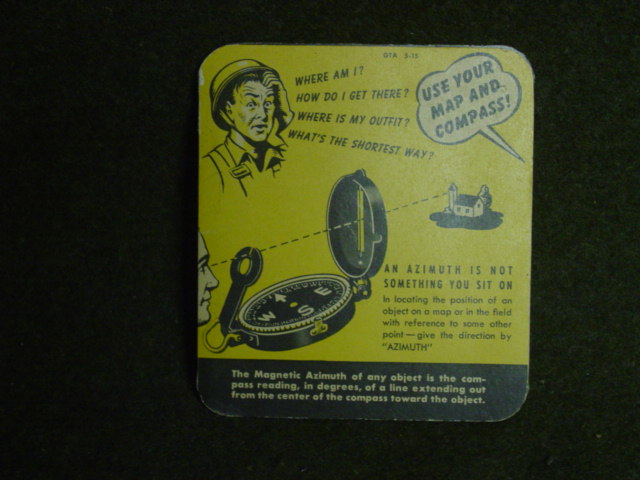 GTA 5-15
WHERE AM I?
HOW DO I GET THERE?
WHERE IS MY OUTFIT?
WHAT'S THE SHORTEST WAY?
USE YOUR
MAP AND
COMPASS!
W
S
E
AN AZIMUTH IS NOT
SOMETHING YOU SIT ON
In locating the position of an
object on a map or in the field
with reference to some other
point—give the direction by
"AZIMUTH"
The Magnetic Azimuth of any object is the com-
pass reading, in degrees, of a line extending out
from the center of the compass toward the object.